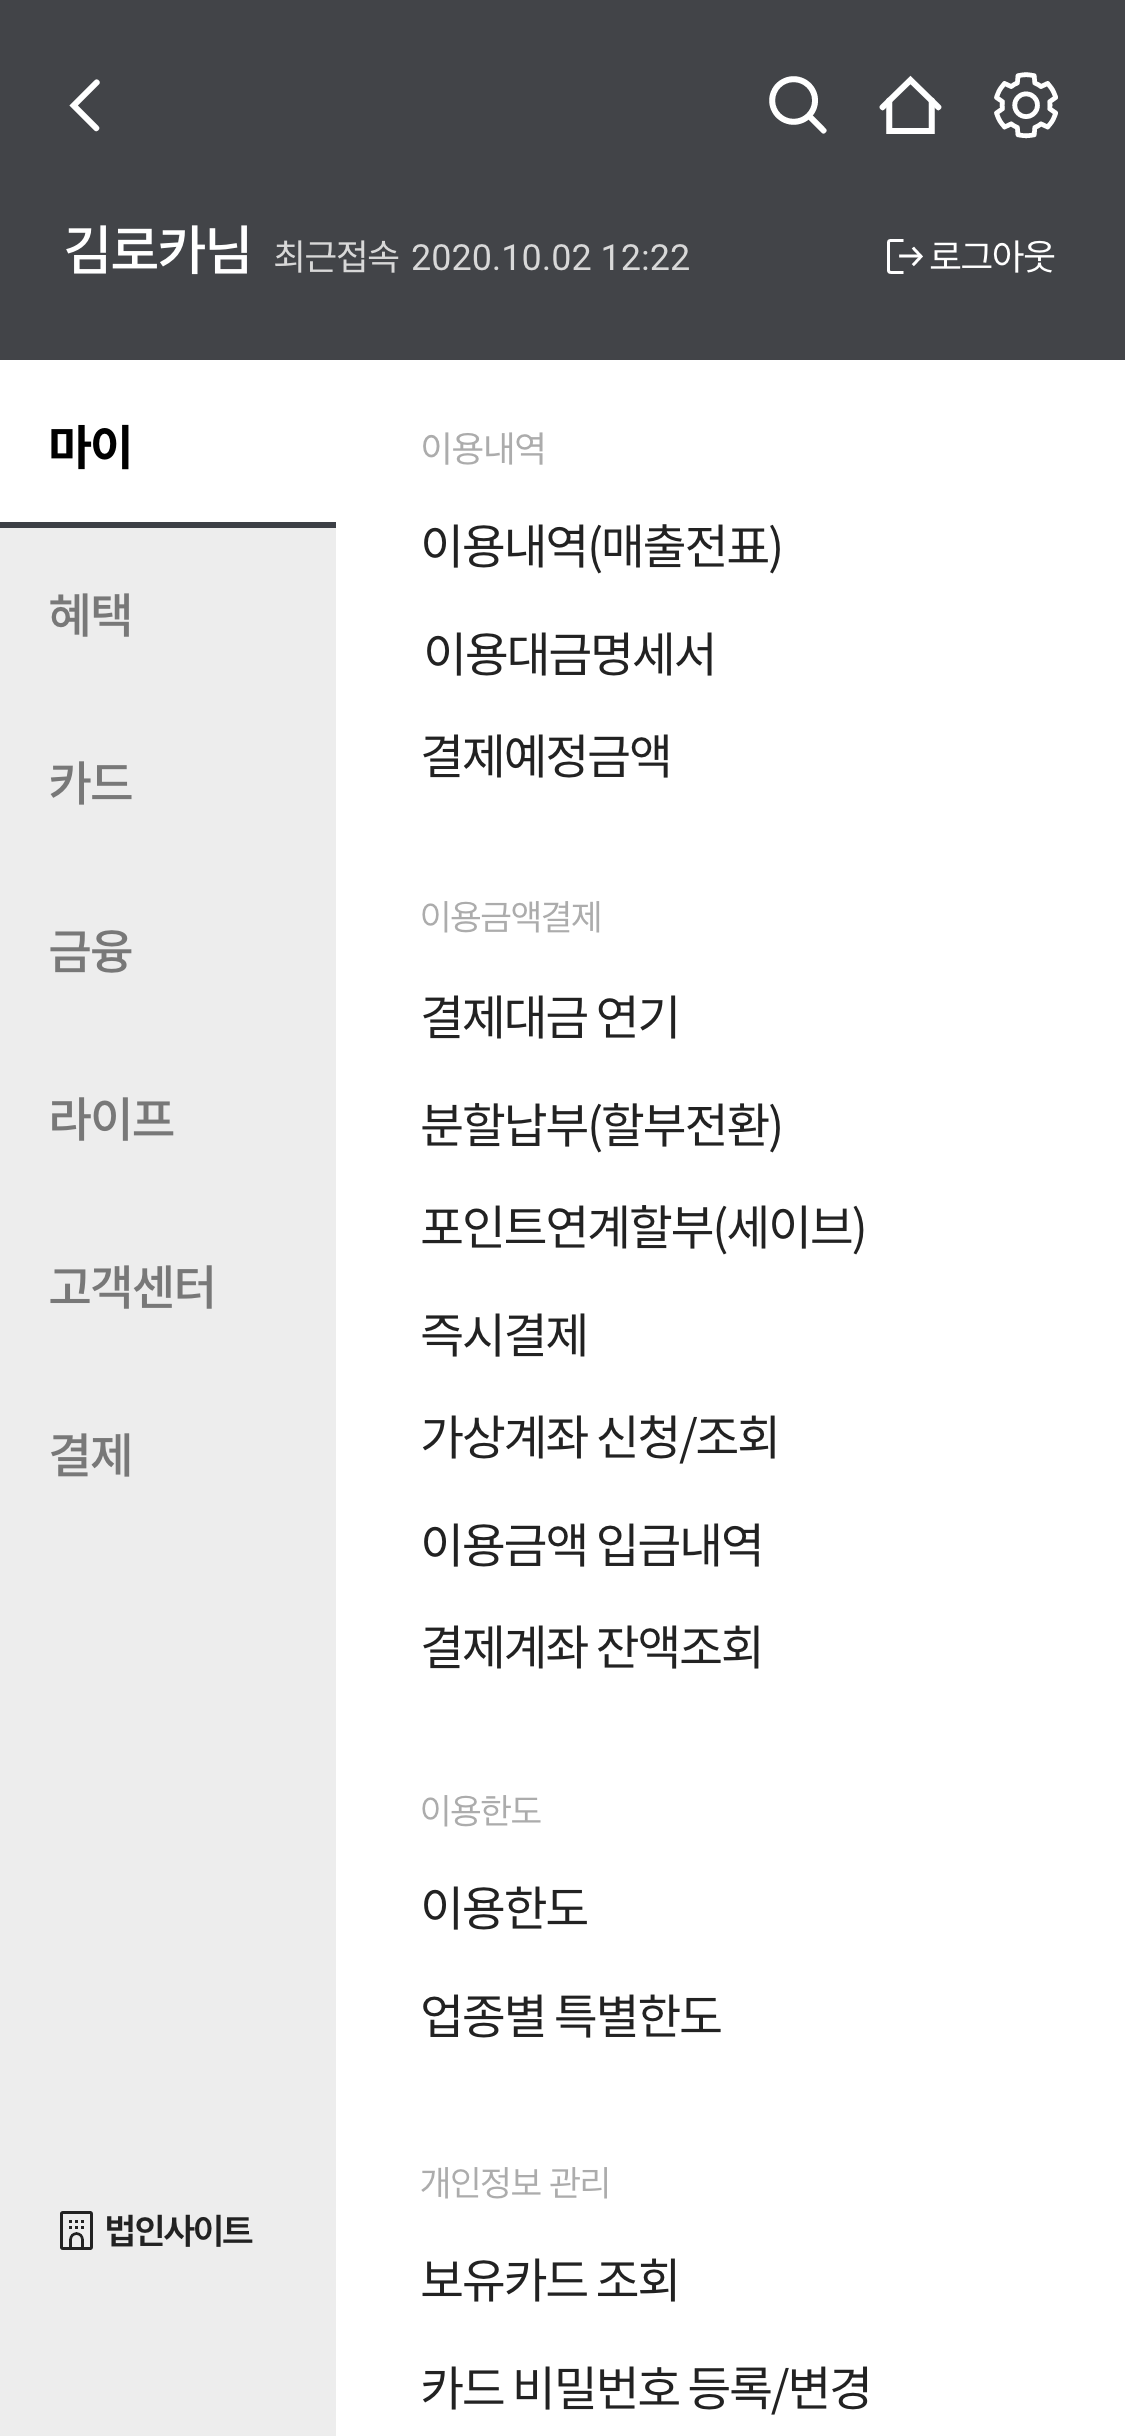 김로카님 최근접속 2020.10.02 12:22 로그아웃
마이
혜택
카드
금융
라이프
고객센터
결제
법인사이트
이용내역
이용내역(매출전표)
이용대금명세서
결제예정금액
이용금액결제
결제대금 연기
분할납부(할부전환)
포인트연계할부(세이브)
즉시결제
가상계좌 신청/조회
이용금액 입금내역
결제계좌 잔액조회
이용한도
이용한도
업종별 특별한도
개인정보 관리
보유카드 조회
카드 비밀번호 등록/변경